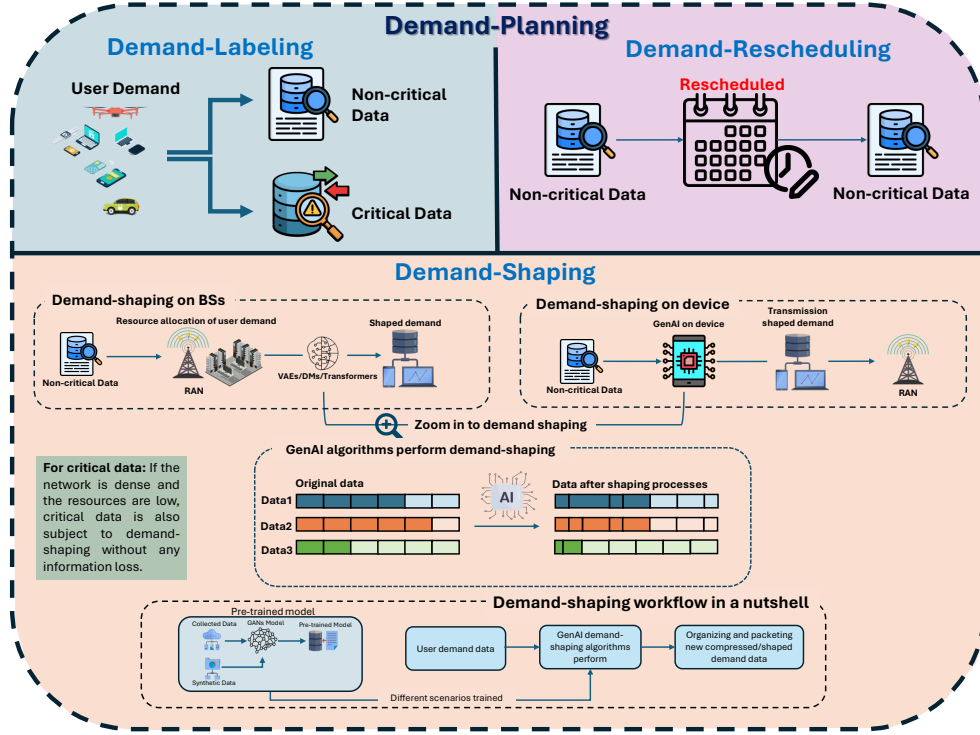 Demand-Planning
Demand-Labeling
User Demand
Non-critical
Data
Critical Data
Demand-Rescheduling
Rescheduled
Non-critical Data
Non-critical Data
Demand-Shaping
Demand-shaping on BSs
Resource allocation of user demand
Shaped demand
Non-critical Data
RAN
VAEs/DMs/Transformers
Demand-shaping on device
GenAI on device
Transmission
shaped demand
Non-critical Data
RAN
Zoom in to demand shaping
GenAI algorithms perform demand-shaping
Original data
AI
Data after shaping processes
Data1
Data2
Data3
For critical data: If the
network is dense and
the resources are low,
critical data is also
subject to demand-
shaping without any
information loss.
Demand-shaping workflow in a nutshell
Pre-trained model
Collected Data
GANs Model
Pre-trained Model
Synthetic Data
User demand data
GenAI demand-
shaping algorithms
perform
Organizing and packeting
new compressed/shaped
demand data
Different scenarios trained